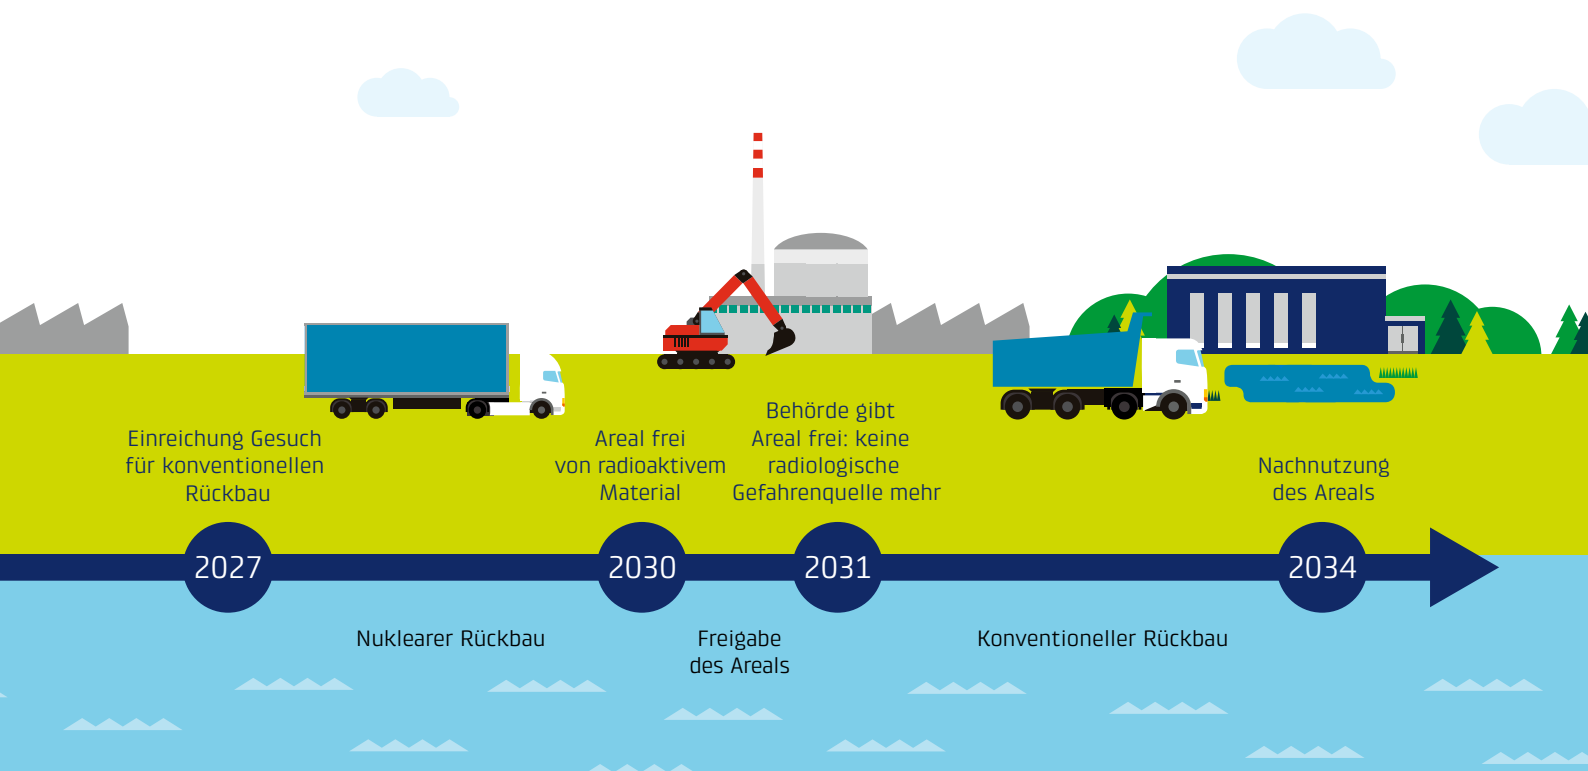 Einreichung Gesuch
für konventionellen
Rückbau
Areal frei
von radioaktivem
Material
Behörde gibt
Areal frei: keine
radiologische
Gefahrenquelle mehr
Nachnutzung
des Areals
2027
2030
2031
2034
Nuklearer Rückbau
Freigabe
des Areals
Konventioneller Rückbau